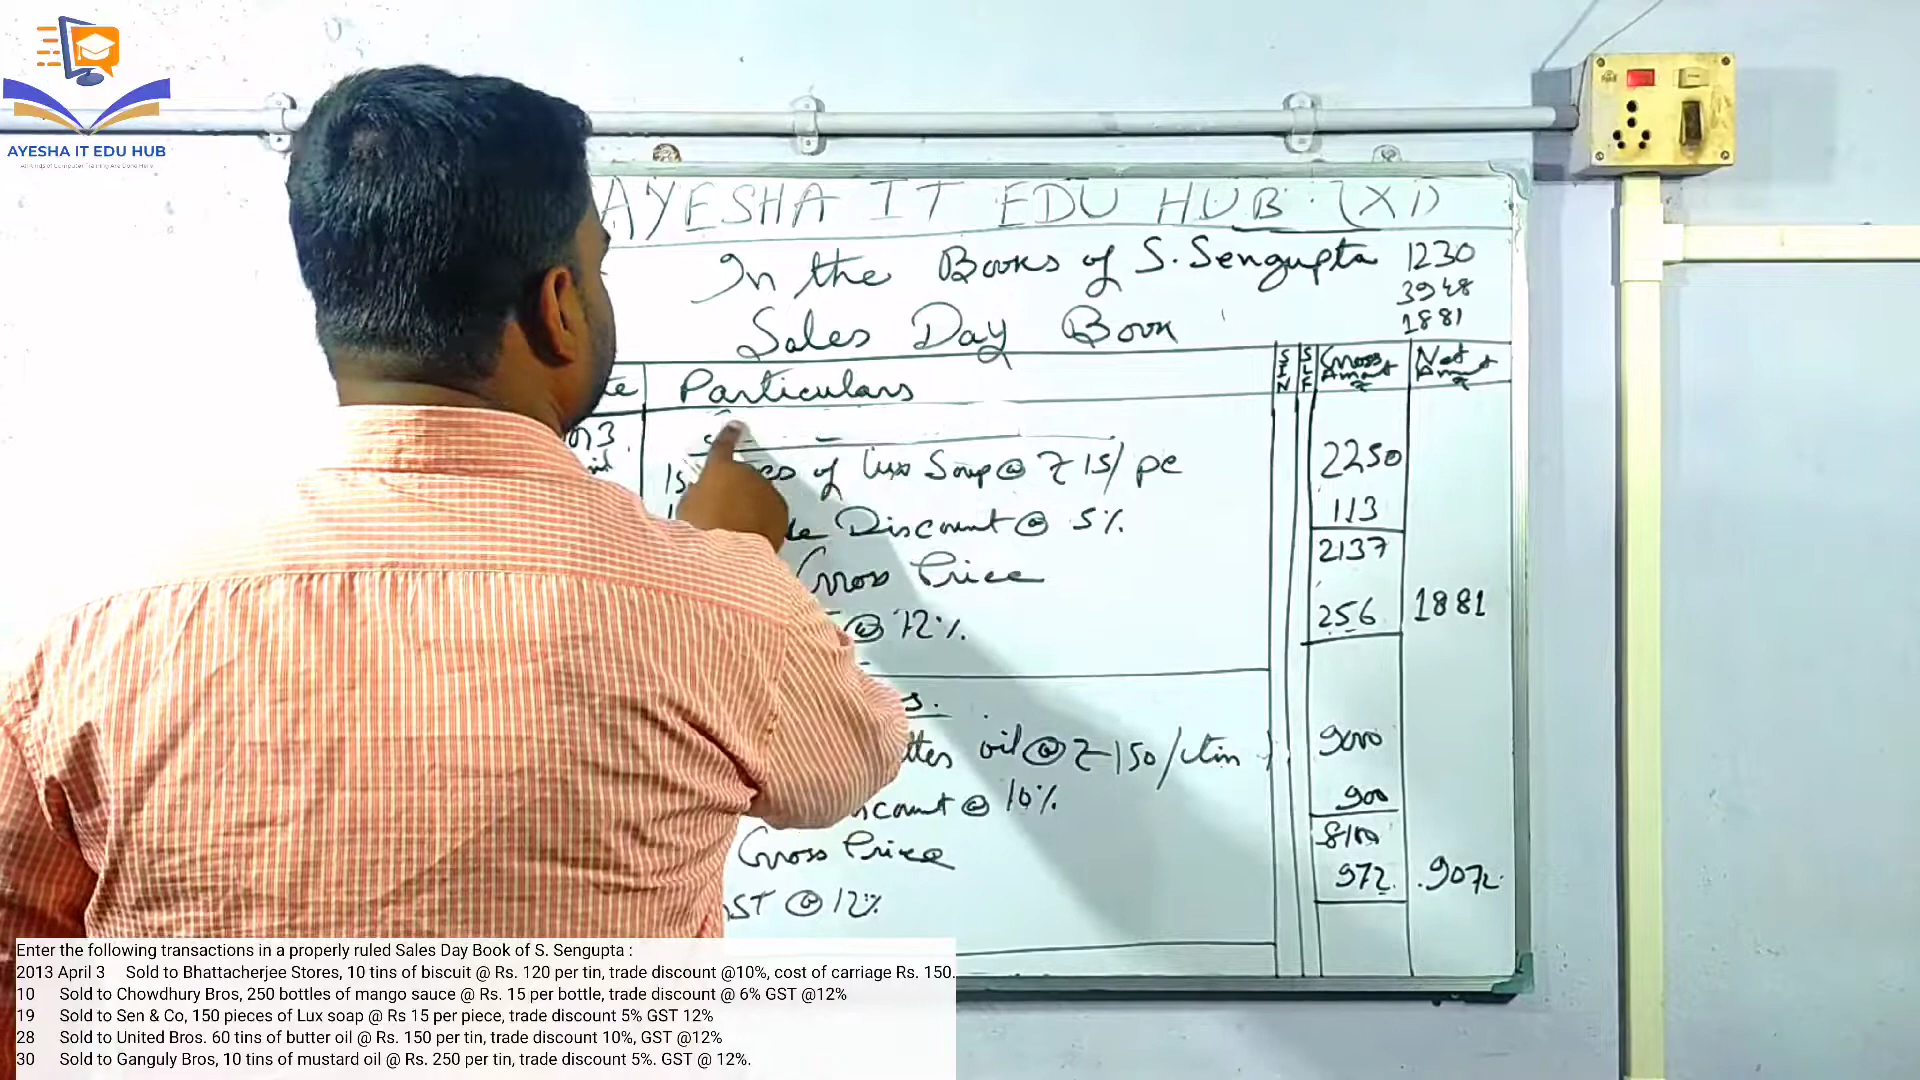 AYESHA IT EDU HUB
AYESHA IT EDU HUB (XI)
In the Books of S. Sengupta
1230
3948
1881
Sales Day Book
Particulars
SIN
SLF
Gross Amount ₹
Net Amount ₹
of Lux Soap @ ₹ 15/ pc
2250
Discount @ 5%
113
2137
Gross Price
@ 12%
256
1881
oil @ ₹ 150/tin
9000
@ 10%
900
8100
Gross Price
972
9072
GST @ 12%
Enter the following transactions in a properly ruled Sales Day Book of S. Sengupta :
2013 April 3 Sold to Bhattacherjee Stores, 10 tins of biscuit @ Rs. 120 per tin, trade discount @10%, cost of carriage Rs. 150.
10 Sold to Chowdhury Bros, 250 bottles of mango sauce @ Rs. 15 per bottle, trade discount @ 6% GST @12%
19 Sold to Sen & Co, 150 pieces of Lux soap @ Rs 15 per piece, trade discount 5% GST 12%
28 Sold to United Bros. 60 tins of butter oil @ Rs. 150 per tin, trade discount 10%, GST @12%
30 Sold to Ganguly Bros, 10 tins of mustard oil @ Rs. 250 per tin, trade discount 5%. GST @ 12%.